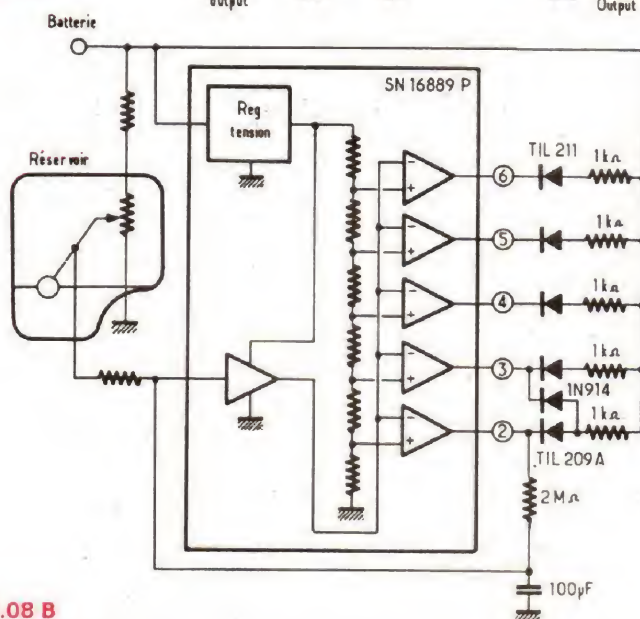 output
Output
Batterie
SN 16889 P
Reg
tension
TIL 211
1kΩ
6
Réservoir
1kΩ
5
1kΩ
4
1kΩ
3
1N914
1kΩ
2
TIL 209A
2MΩ
100µF
.08 B